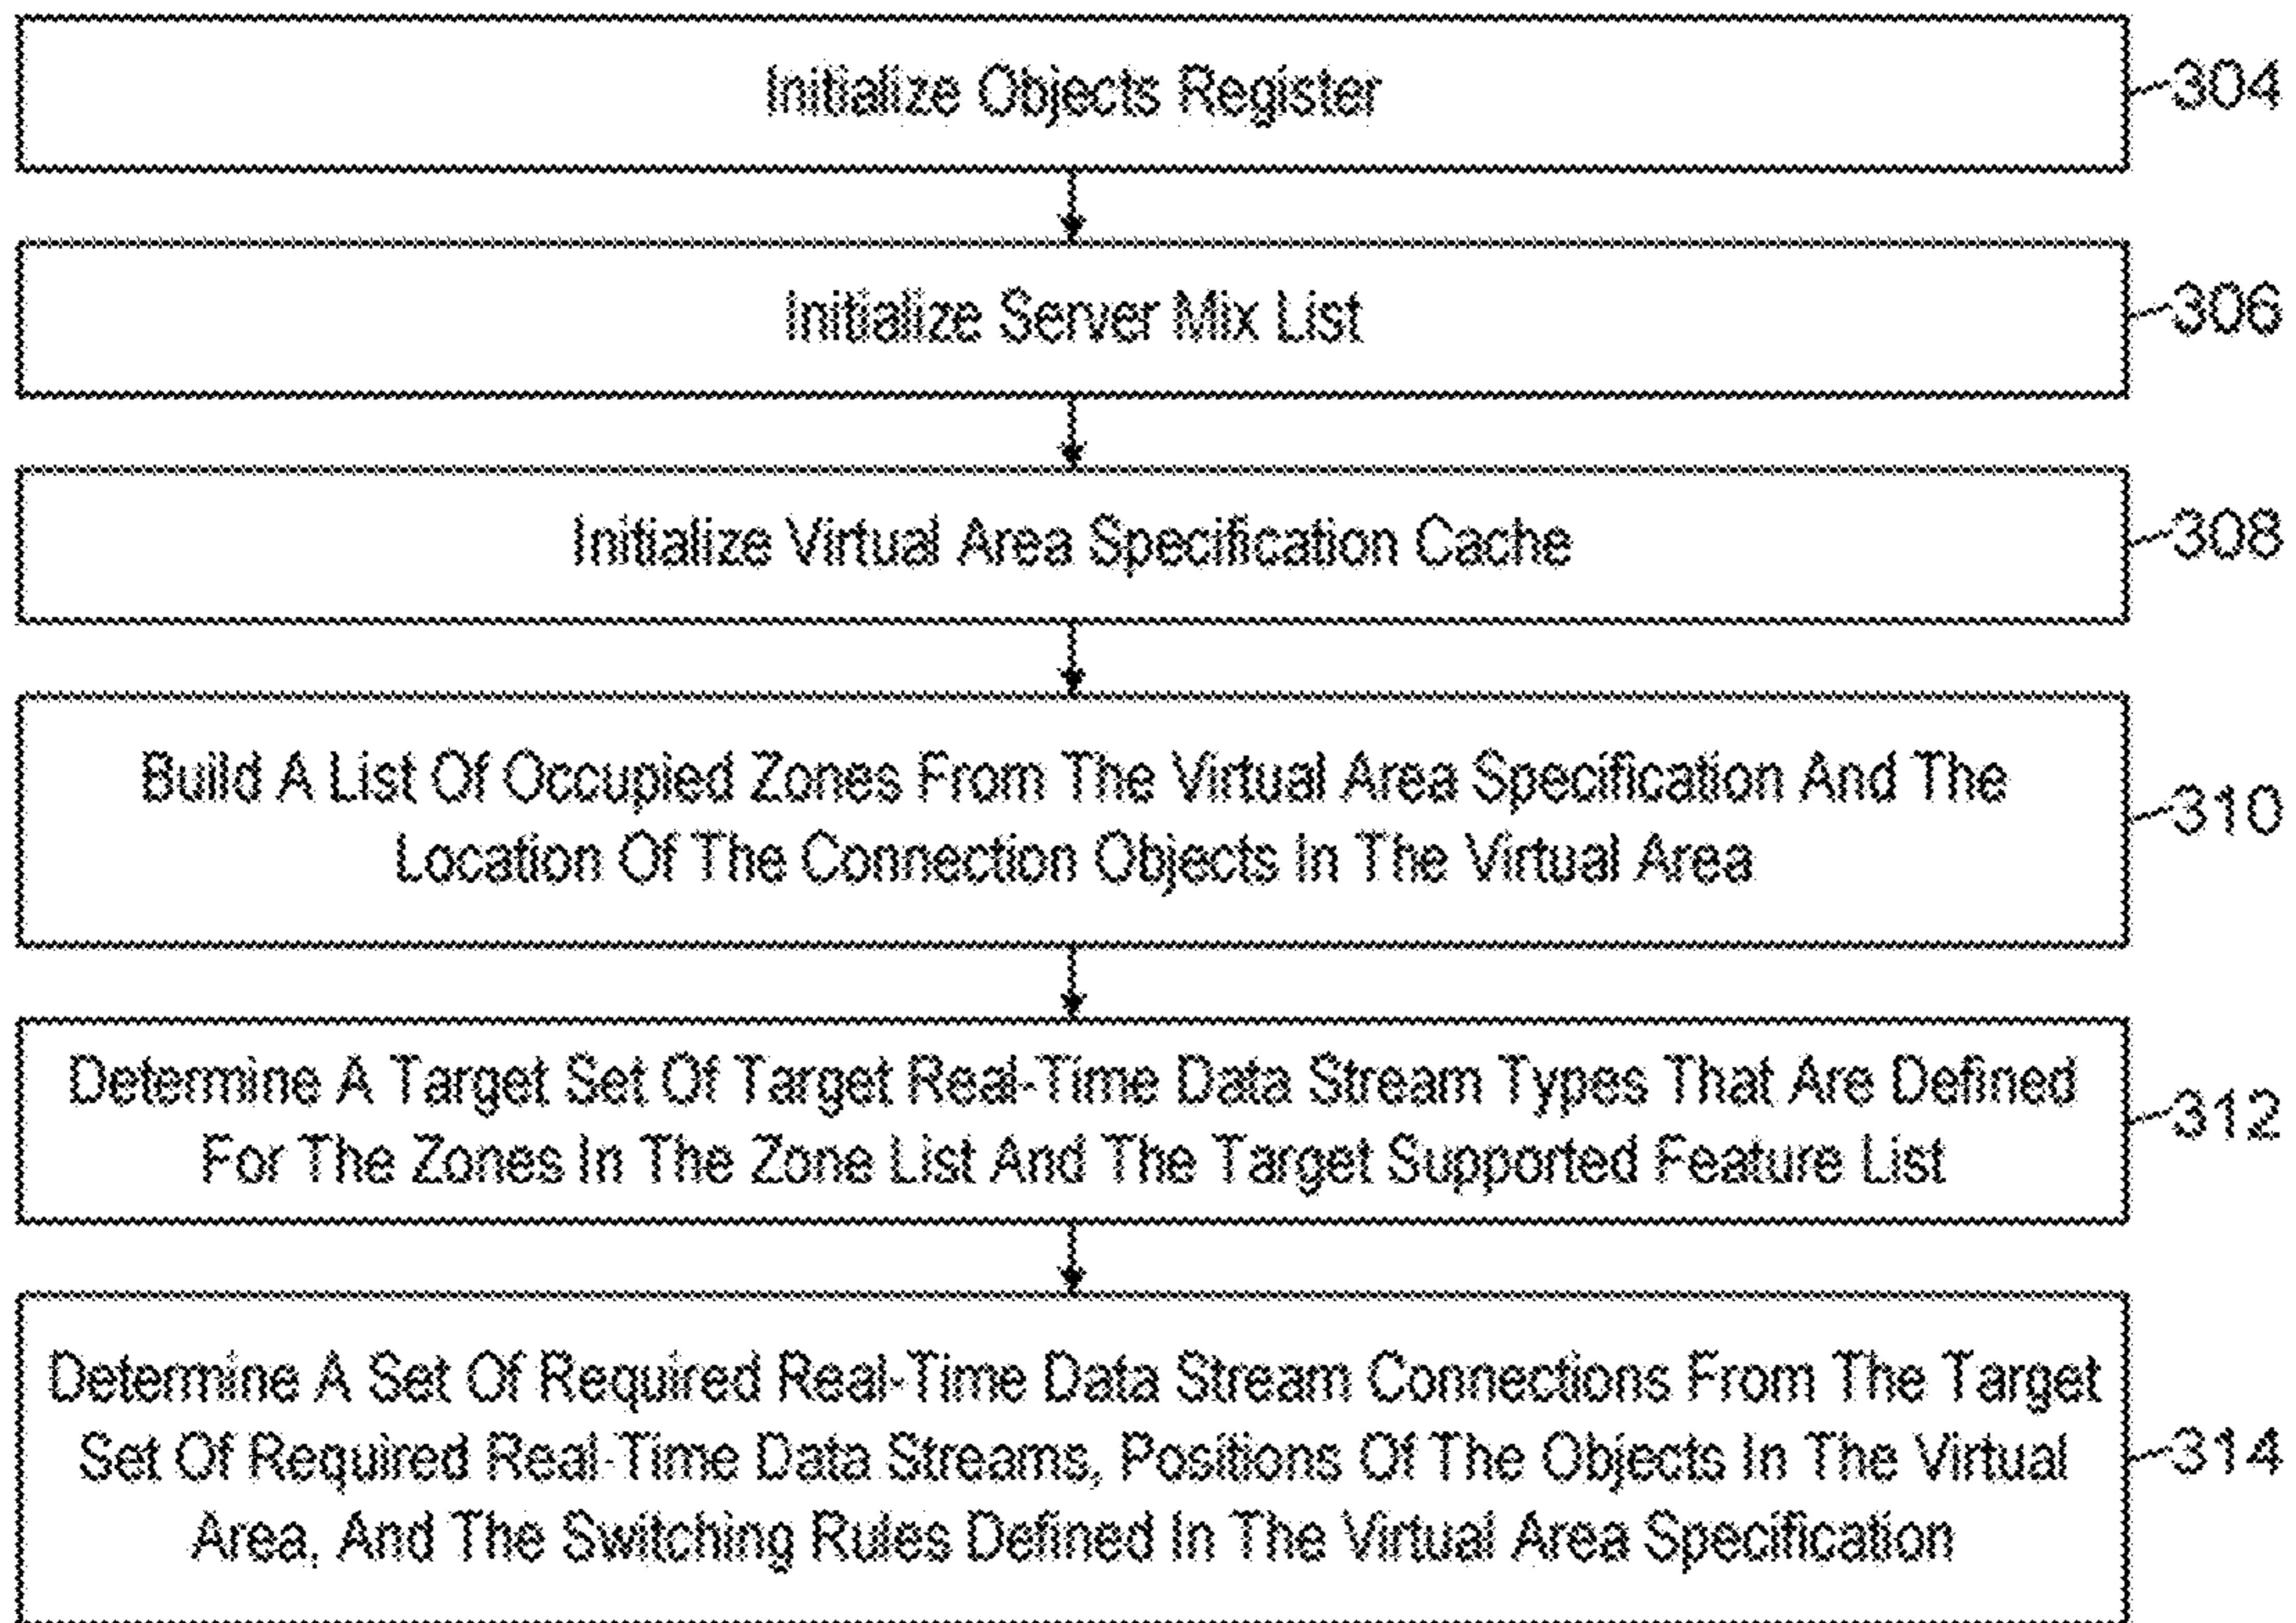 Initialize Objects Register
304
Initialize Server Mix List
306
Initialize Virtual Area Specification Cache
308
Build A List Of Occupied Zones From The Virtual Area Specification And The
Location Of The Connection Objects In The Virtual Area
310
Determine A Target Set Of Target Real-Time Data Stream Types That Are Defined
For The Zones In The Zone List And The Target Supported Feature List
312
Determine A Set Of Required Real-Time Data Stream Connections From The Target
Set Of Required Real-Time Data Streams, Positions Of The Objects In The Virtual
Area, And The Switching Rules Defined In The Virtual Area Specification
314